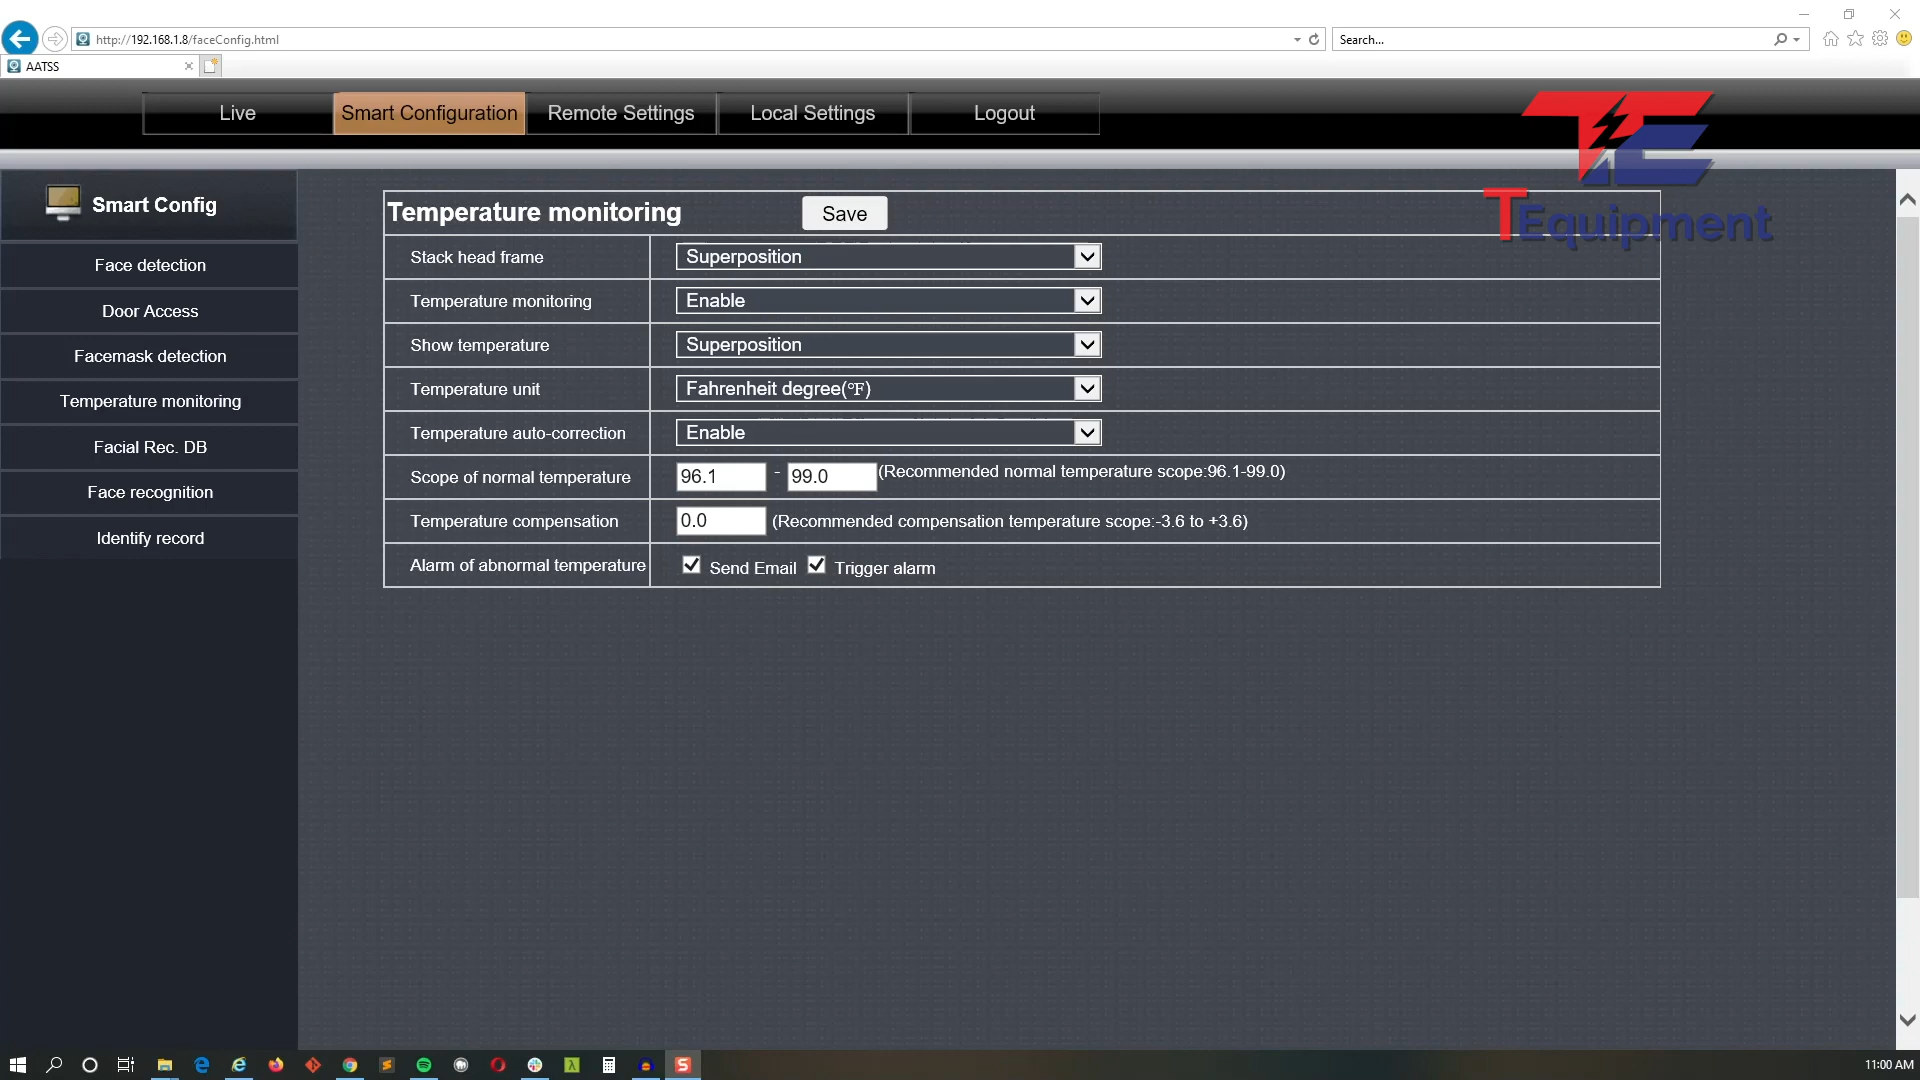 http://192.168.1.8/faceConfig.html
Search...
AATSS
Live
Smart Configuration
Remote Settings
Local Settings
Logout
TEquipment
Smart Config
Face detection
Door Access
Facemask detection
Temperature monitoring
Facial Rec. DB
Face recognition
Identify record
Temperature monitoring Save
Stack head frame Superposition
Temperature monitoring Enable
Show temperature Superposition
Temperature unit Fahrenheit degree(℉)
Temperature auto-correction Enable
Scope of normal temperature 96.1 - 99.0 (Recommended normal temperature scope:96.1-99.0)
Temperature compensation 0.0 (Recommended compensation temperature scope:-3.6 to +3.6)
Alarm of abnormal temperature Send Email Trigger alarm
11:00 AM